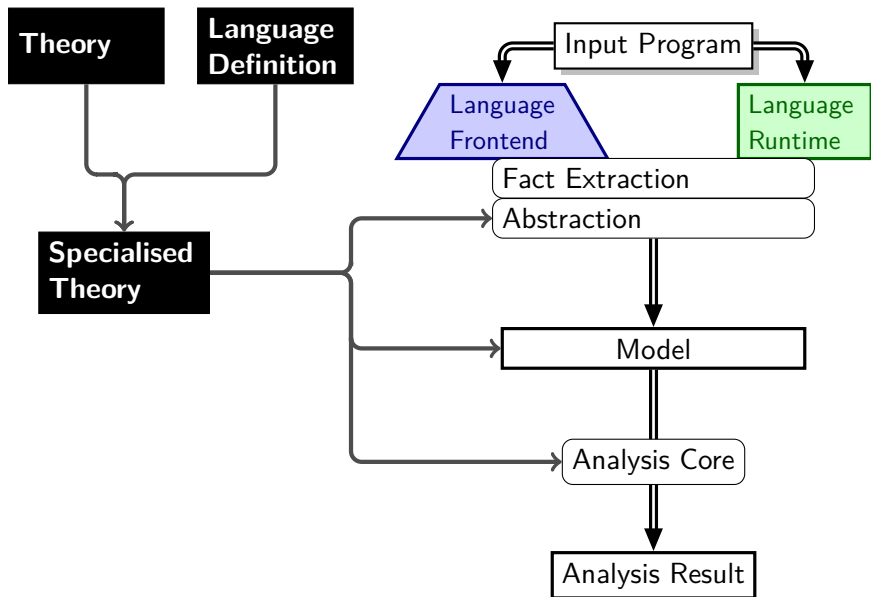 Theory
Language
Definition
Input Program
Language
Frontend
Language
Runtime
Fact Extraction
Abstraction
Specialised
Theory
Model
Analysis Core
Analysis Result